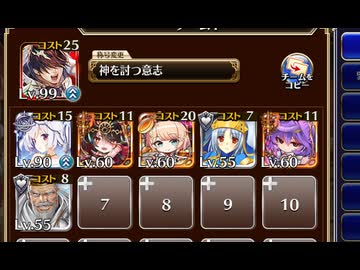 コスト25
称号変更
神を討つ意志
チームを
コピー
Lv.99
コスト15
コスト11
コスト20
コスト7
コスト11
Lv.90
Lv.60
Lv.60
Lv.55
Lv.60
コスト8
Lv.55
7
8
9
10